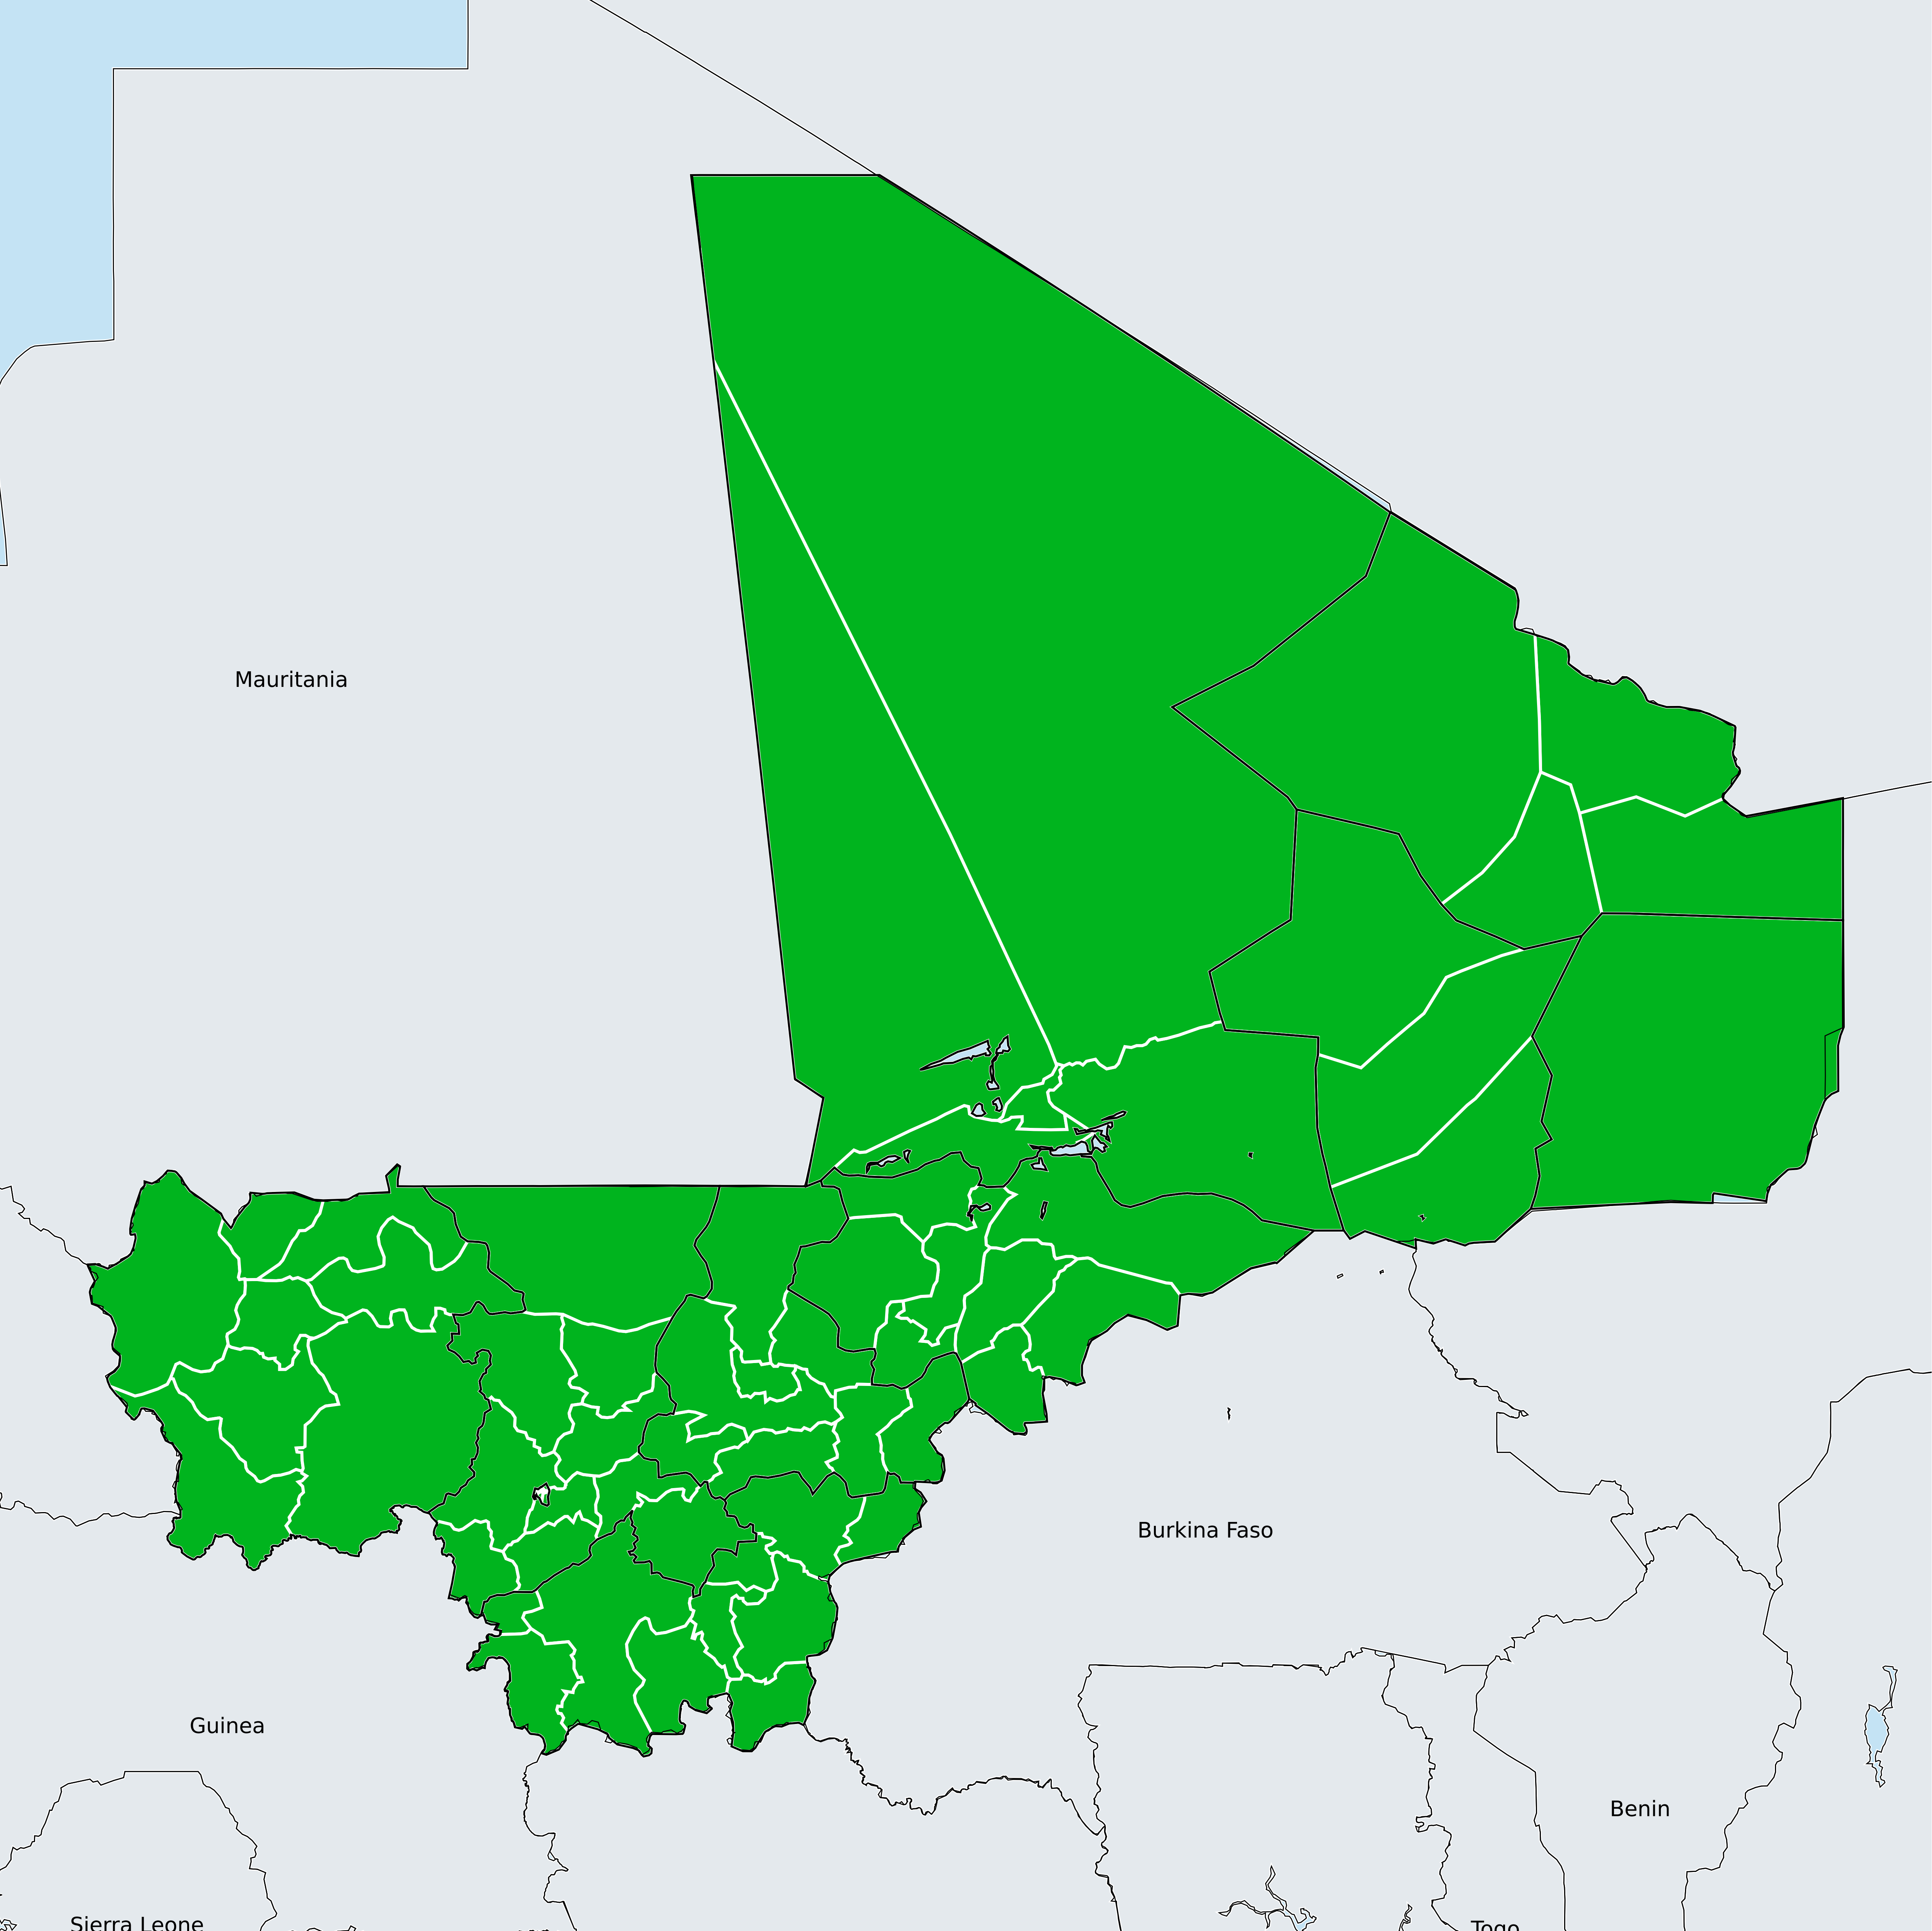 Mauritania
Burkina Faso
Guinea
Benin
Sierra Leone
Togo